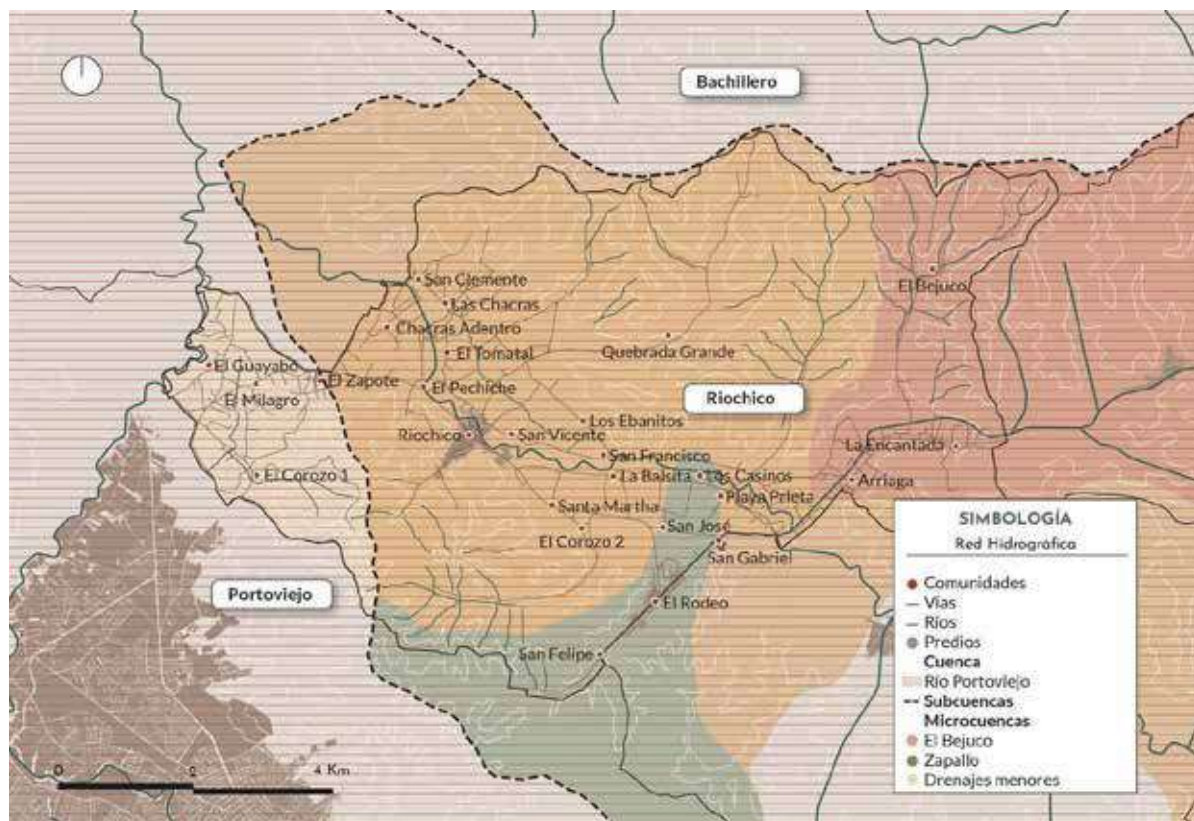 Bachillero
San Clemente
El Bejuco
Las Chacras
Chacras Adentro
El Tomatal
Quebrada Grande
El Guayabo
El Zapote
El Pechiche
El Milagro
Riochico
Los Ebanitos
Riochico
San Vicente
La Encantada
San Francisco
El Corozo 1
La Balsita
Los Casinos
Arriaga
Playa Prieta
Santa Martha
San José
El Corozo 2
San Gabriel
Portoviejo
El Rodeo
San Felipe
SIMBOLOGÍA
Red Hidrográfica
Comunidades
Vías
Ríos
Predios
Cuenca
Río Portoviejo
Subcuencas
Microcuencas
El Bejuco
Zapallo
Drenajes menores
0 2 4 Km